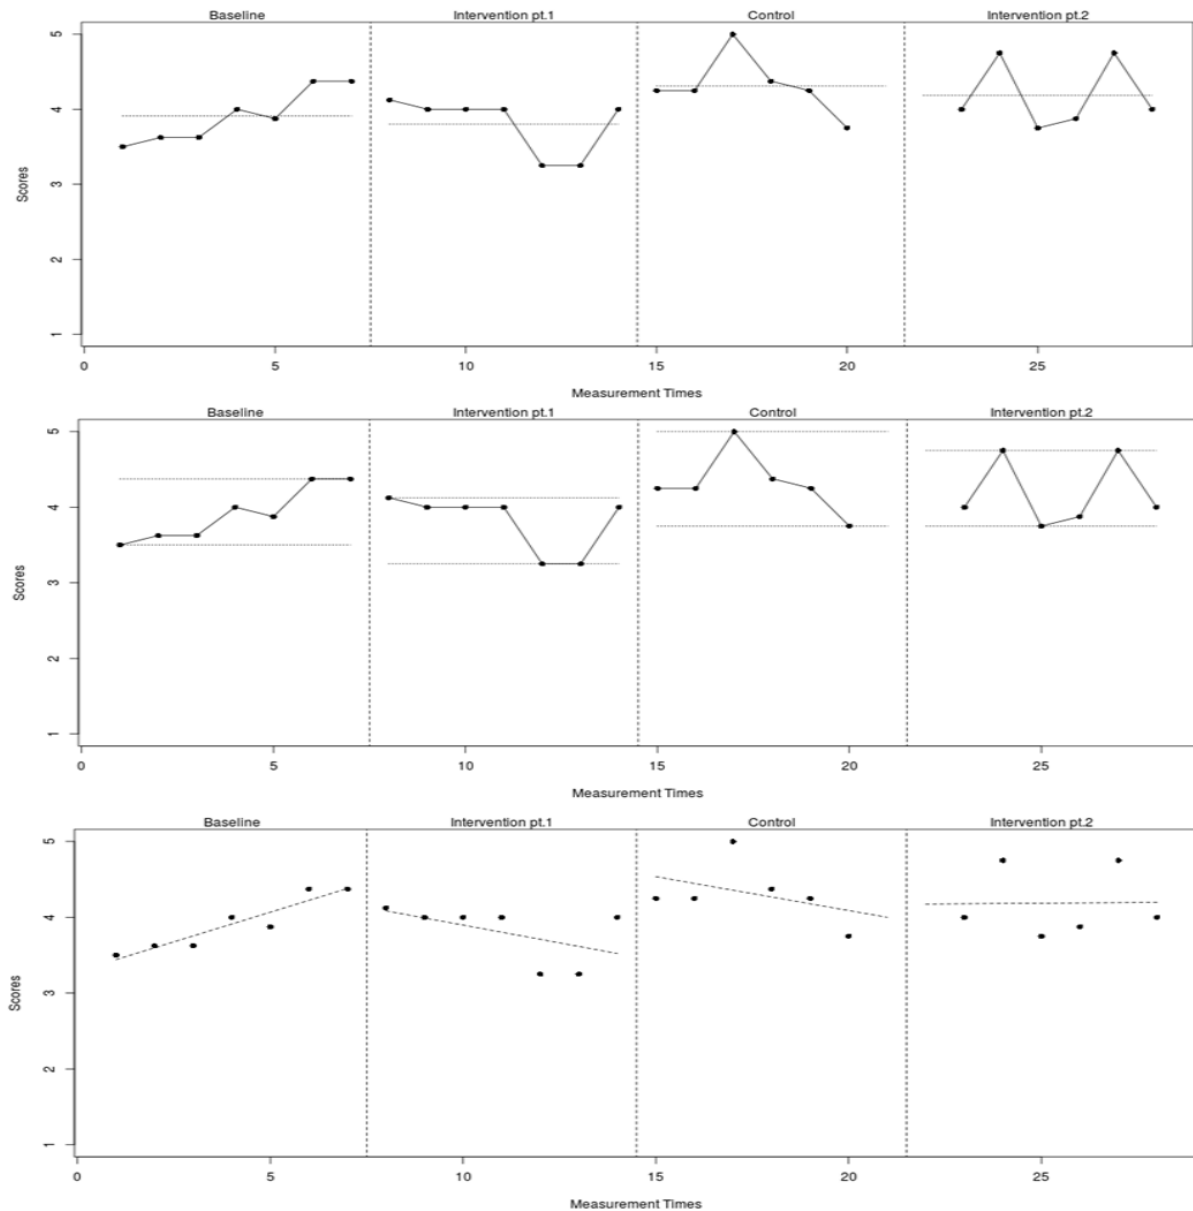 Baseline Intervention pt.1 Control Intervention pt.2
5
4
3
2
1
Scores
0 5 10 15 20 25
Measurement Times
Baseline Intervention pt.1 Control Intervention pt.2
5
4
3
2
1
Scores
0 5 10 15 20 25
Measurement Times
Baseline Intervention pt.1 Control Intervention pt.2
5
4
3
2
1
Scores
0 5 10 15 20 25
Measurement Times